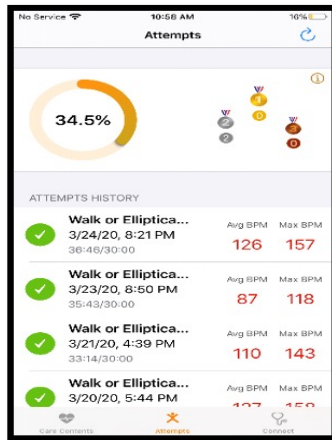 No Service 10:58 AM 16%
Attempts
34.5%
1
2
3
0
2
0
ATTEMPTS HISTORY
Walk or Elliptica... Avg BPM Max BPM
3/24/20, 8:21 PM 126 157
36:46/30:00
Walk or Elliptica... Avg BPM Max BPM
3/23/20, 8:50 PM 87 118
35:43/30:00
Walk or Elliptica... Avg BPM Max BPM
3/21/20, 4:39 PM 110 143
33:14/30:00
Walk or Elliptica... Avg BPM Max BPM
3/20/20, 5:44 PM 127 158
Care Contents Attempts Connect